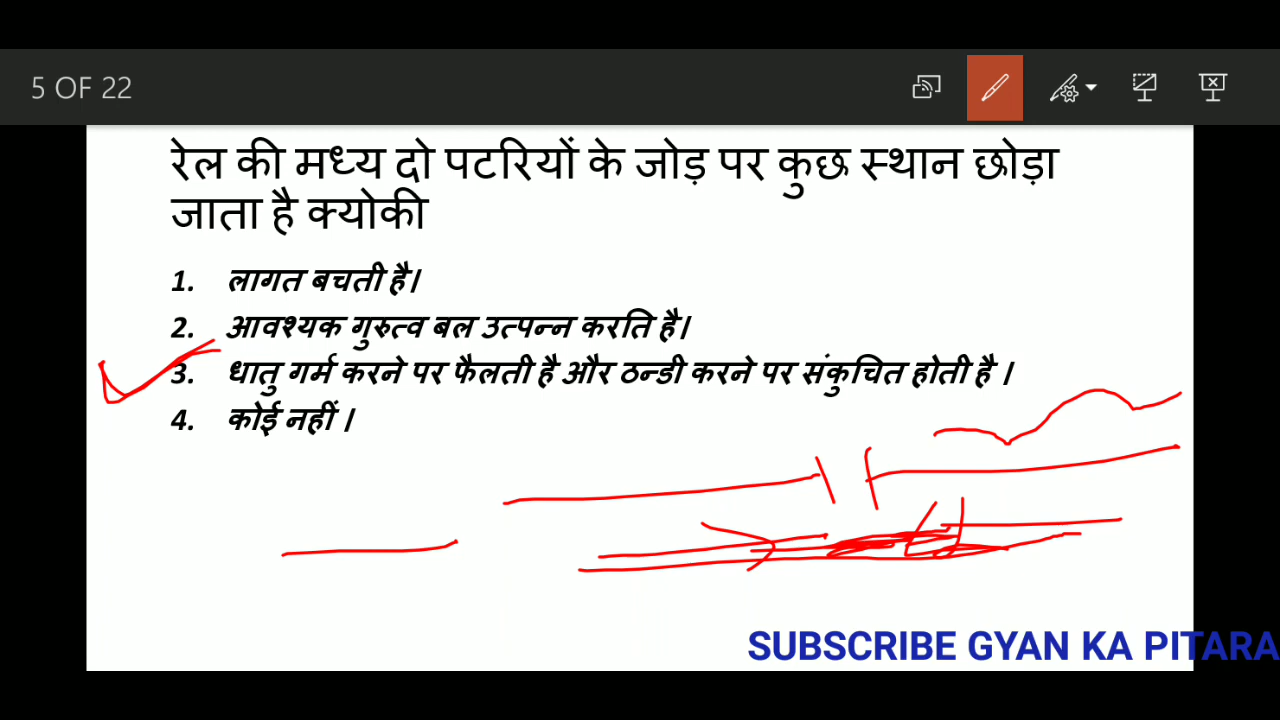 5 OF 22
रेल की मध्य दो पटरियों के जोड़ पर कुछ स्थान छोड़ा
जाता है क्योकी
1. लागत बचती है।
2. आवश्यक गुरुत्व बल उत्पन्न करति है।
3. धातु गर्म करने पर फैलती है और ठन्डी करने पर संकुचित होती है ।
4. कोई नहीं ।
SUBSCRIBE GYAN KA PITARA